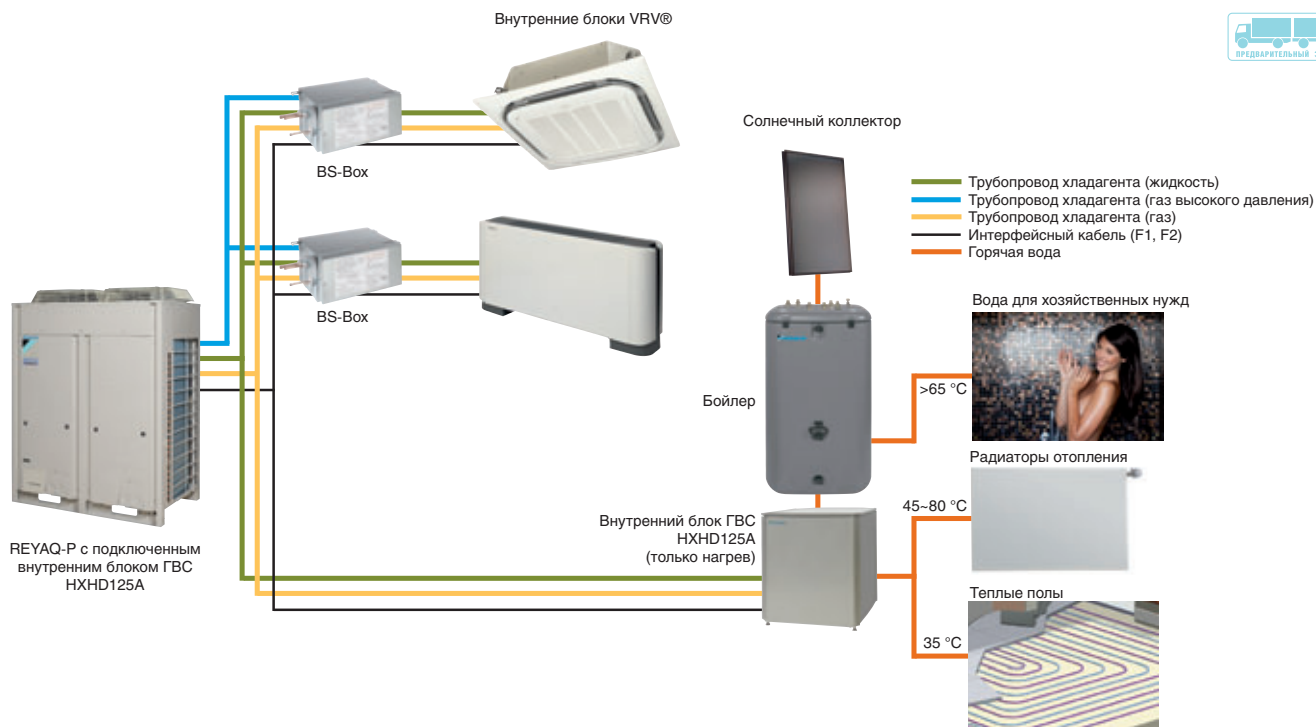 Внутренние блоки VRV®
ПРЕДВАРИТЕЛЬНЫЙ
Солнечный коллектор
BS-Box
Трубопровод хладагента (жидкость)
Трубопровод хладагента (газ высокого давления)
Трубопровод хладагента (газ)
Интерфейсный кабель (F1, F2)
Горячая вода
BS-Box
Вода для хозяйственных нужд
>65 °C
Бойлер
Радиаторы отопления
45~80 °C
Внутренний блок ГВС
HXHD125A
(только нагрев)
REYAQ-P с подключенным
внутренним блоком ГВС
HXHD125A
Теплые полы
35 °C